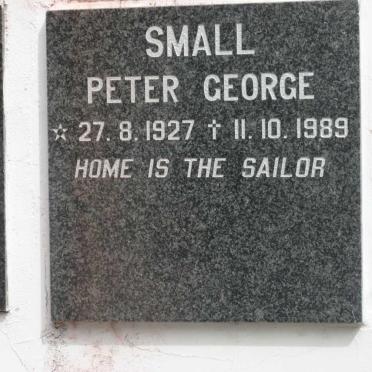 SMALL
PETER GEORGE
☆ 27. 8. 1927 ✝ 11. 10. 1989
HOME IS THE SAILOR